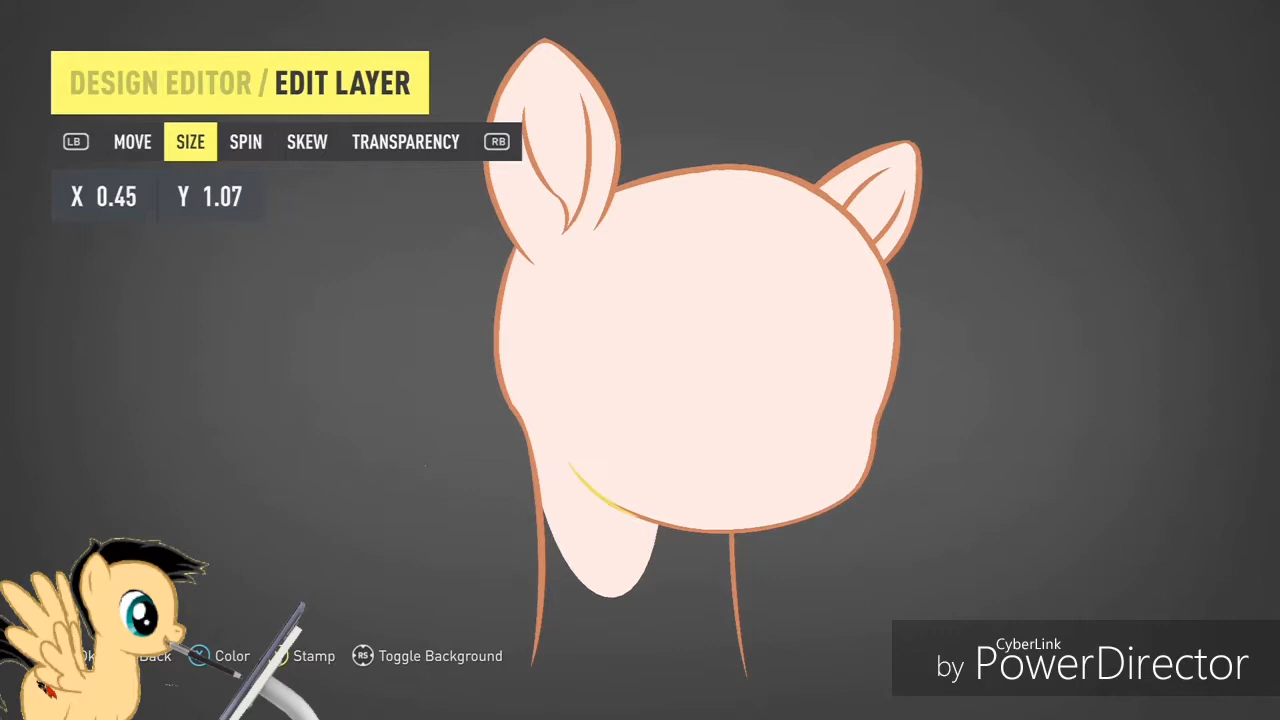 DESIGN EDITOR / EDIT LAYER
LB MOVE SIZE SPIN SKEW TRANSPARENCY RB
X 0.45 Y 1.07
Back X Color Stamp RS Toggle Background
CyberLink
by PowerDirector